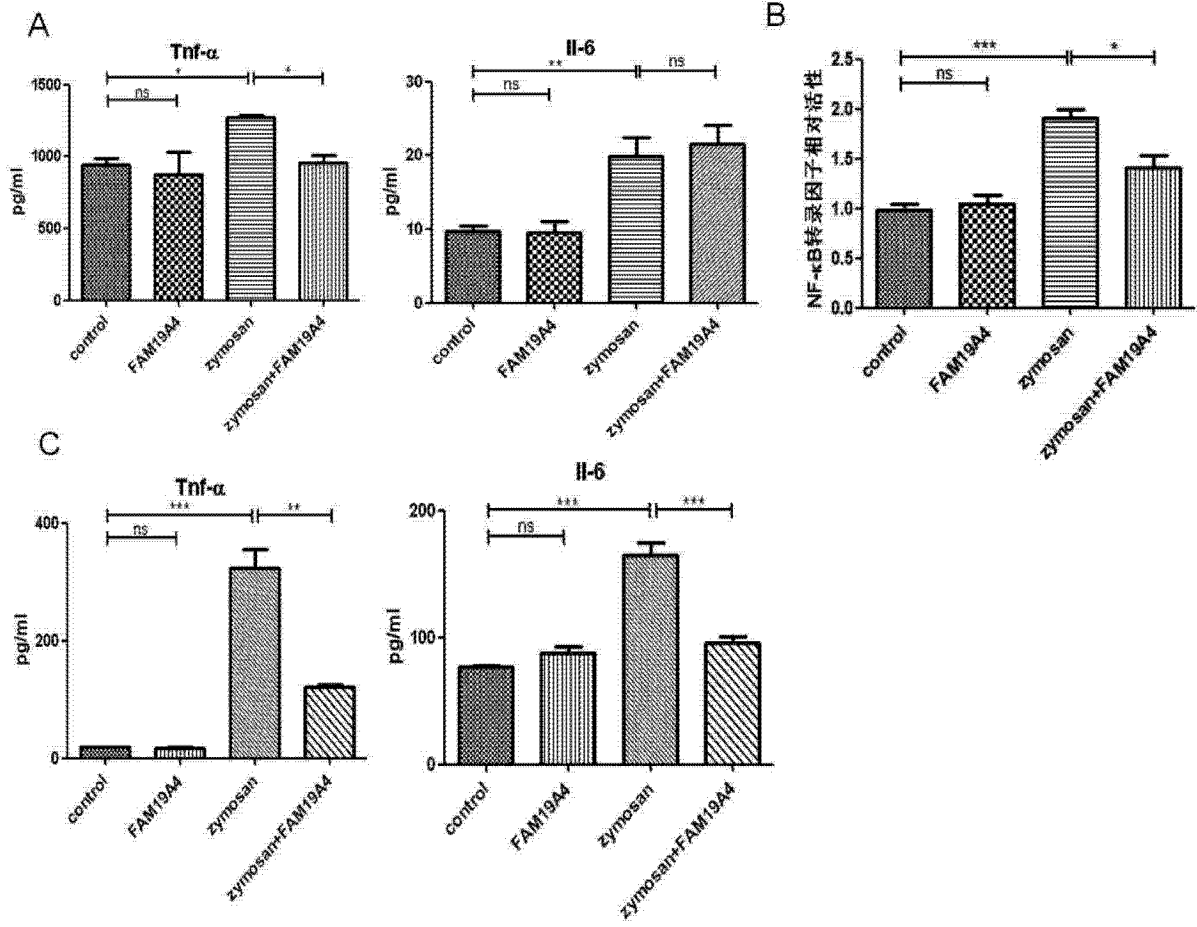 A
Tnf-α
*
*
ns
1500
1000
500
0
pg/ml
control
FAM19A4
zymosan
zymosan+FAM19A4
Il-6
**
ns
ns
30
20
10
0
pg/ml
control
FAM19A4
zymosan
zymosan+FAM19A4
B
***
*
ns
2.5
2.0
1.5
1.0
0.5
0.0
NF-κB转录因子相对活性
control
FAM19A4
zymosan
zymosan+FAM19A4
C
Tnf-α
***
**
ns
400
200
0
pg/ml
control
FAM19A4
zymosan
zymosan+FAM19A4
Il-6
***
***
ns
200
100
0
pg/ml
control
FAM19A4
zymosan
zymosan+FAM19A4